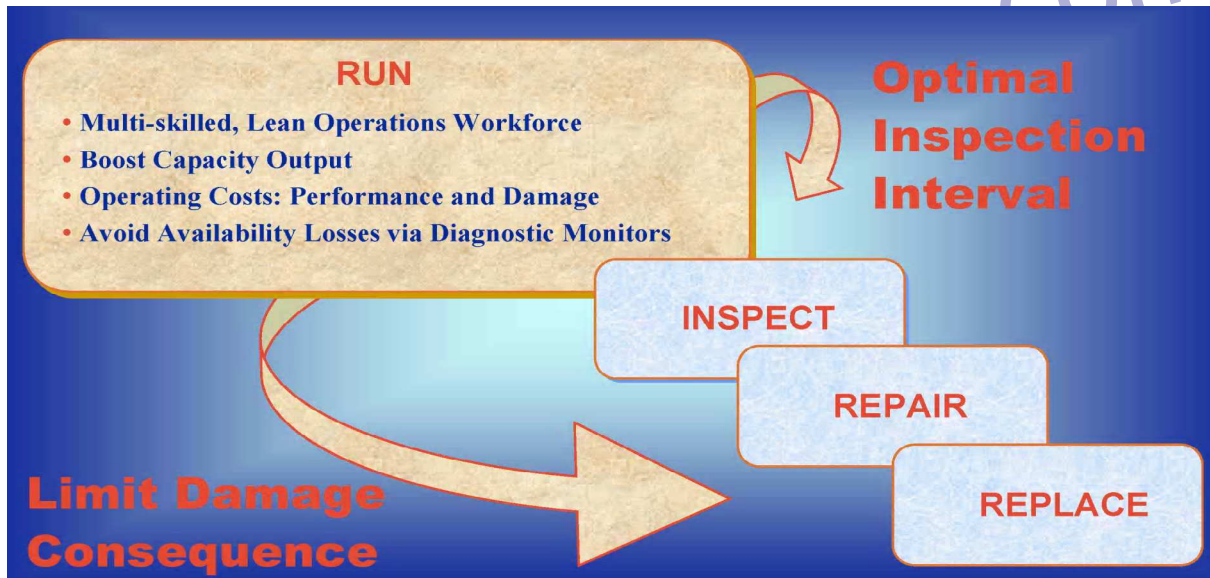 RUN
• Multi-skilled, Lean Operations Workforce
• Boost Capacity Output
• Operating Costs: Performance and Damage
• Avoid Availability Losses via Diagnostic Monitors
Optimal
Inspection
Interval
INSPECT
REPAIR
REPLACE
Limit Damage
Consequence